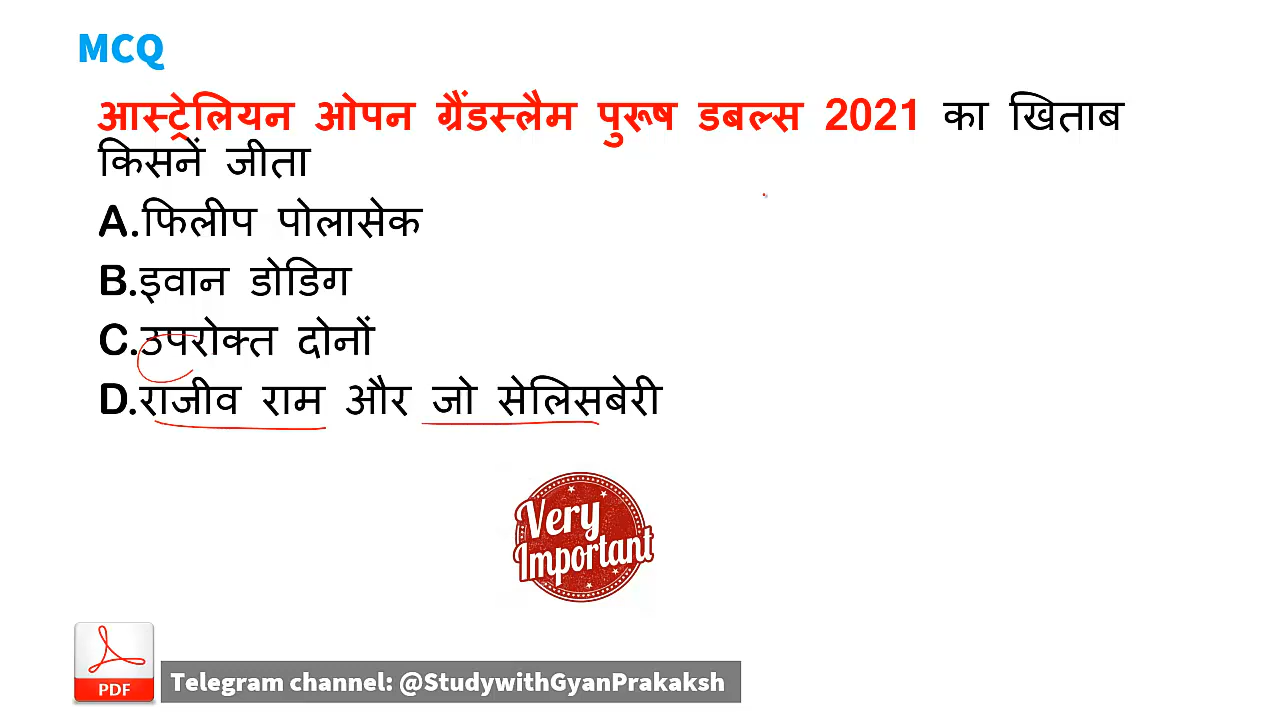 MCQ
आस्ट्रेलियन ओपन ग्रैंडस्लैम पुरूष डबल्स 2021 का खिताब
किसनें जीता
A.फिलीप पोलासेक
B.इवान डोडिग
C.उपरोक्त दोनों
D.राजीव राम और जो सेलिसबेरी
Very
Important
PDF
Telegram channel: @StudywithGyanPrakaksh